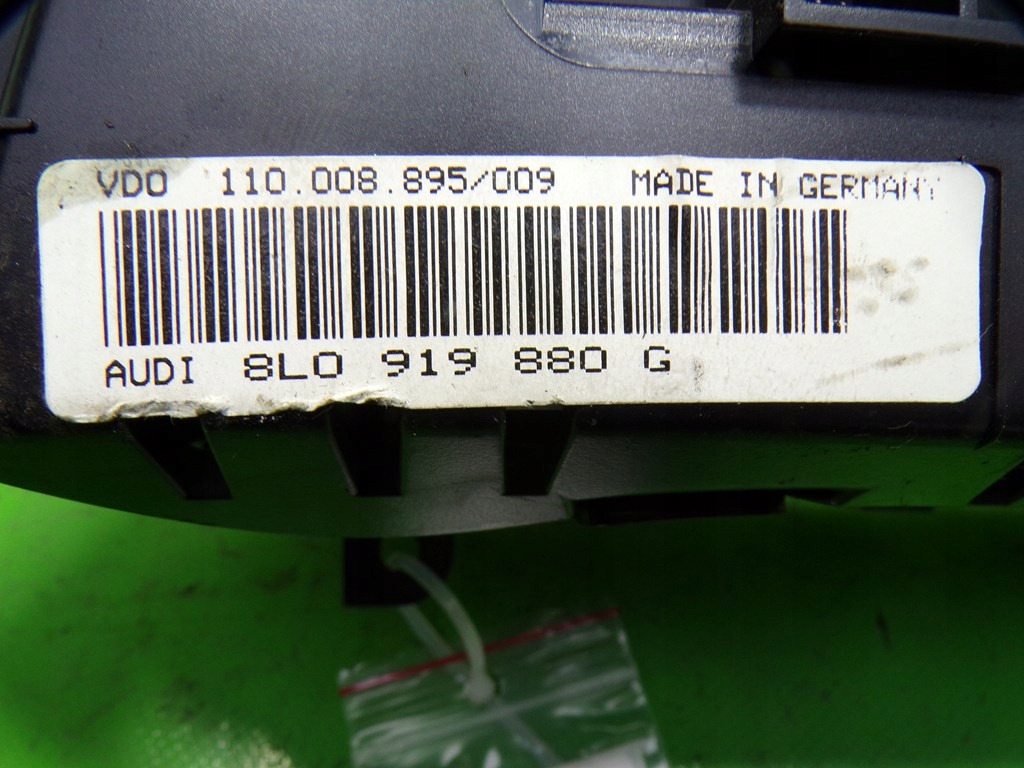 VDO 110.008.895/009 MADE IN GERMANY
AUDI 8L0 919 880 G